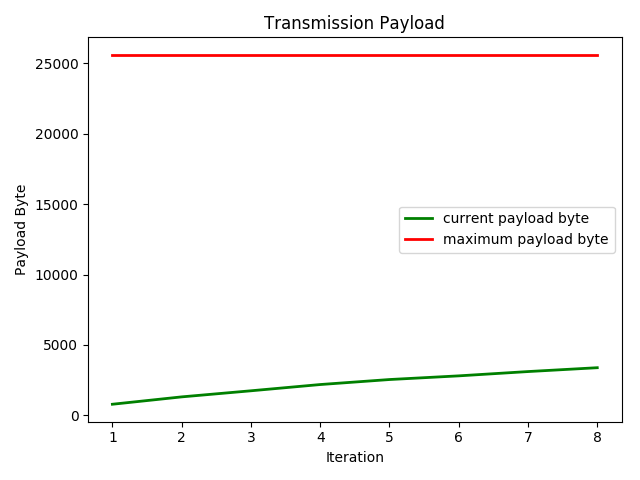 Transmission Payload
25000
20000
15000
10000
5000
0
Payload Byte
current payload byte
maximum payload byte
1 2 3 4 5 6 7 8
Iteration